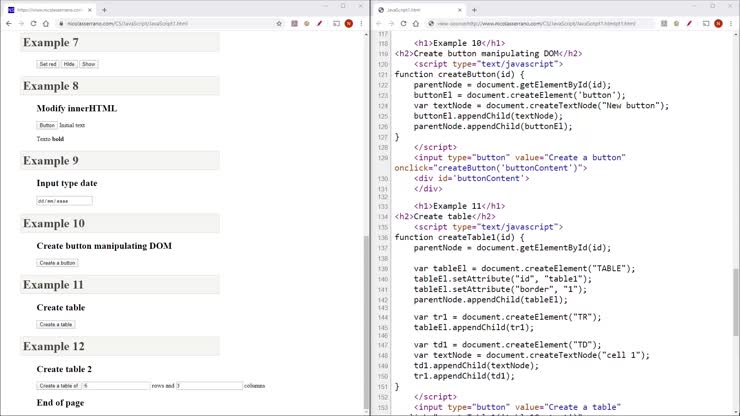 https://www.nicolasserrano.com/
nicolasserrano.com/CS/JavaScript/JavaScript1.html
Example 7
Set red Hide Show
Example 8
Modify innerHTML
Button Initial text
Texto bold
Example 9
Input type date
dd/mm/aaaa
Example 10
Create button manipulating DOM
Create a button
Example 11
Create table
Create a table
Example 12
Create table 2
Create a table of 6 rows and 3 columns
End of page
JavaScript1.html
117
118 <h1>Example 10</h1>
119 <h2>Create button manipulating DOM</h2>
120 <script type="text/javascript">
121 function createButton(id) {
122 parentNode = document.getElementById(id);
123 buttonEl = document.createElement('button');
124 var textNode = document.createTextNode("New button");
125 buttonEl.appendChild(textNode);
126 parentNode.appendChild(buttonEl);
127 }
128 </script>
129 <input type="button" value="Create a button"
onclick="createButton('buttonContent')">
130 <div id='buttonContent'>
131 </div>
132
133 <h1>Example 11</h1>
134 <h2>Create table</h2>
135 <script type="text/javascript">
136 function createTable1(id) {
137 parentNode = document.getElementById(id);
138
139 var tableEl = document.createElement("TABLE");
140 tableEl.setAttribute("id", "table1");
141 tableEl.setAttribute("border", "1");
142 parentNode.appendChild(tableEl);
143
144 var tr1 = document.createElement("TR");
145 tableEl.appendChild(tr1);
146
147 var td1 = document.createElement("TD");
148 var textNode = document.createTextNode("cell 1");
149 td1.appendChild(textNode);
150 tr1.appendChild(td1);
151 }
152 </script>
153 <input type="button" value="Create a table"